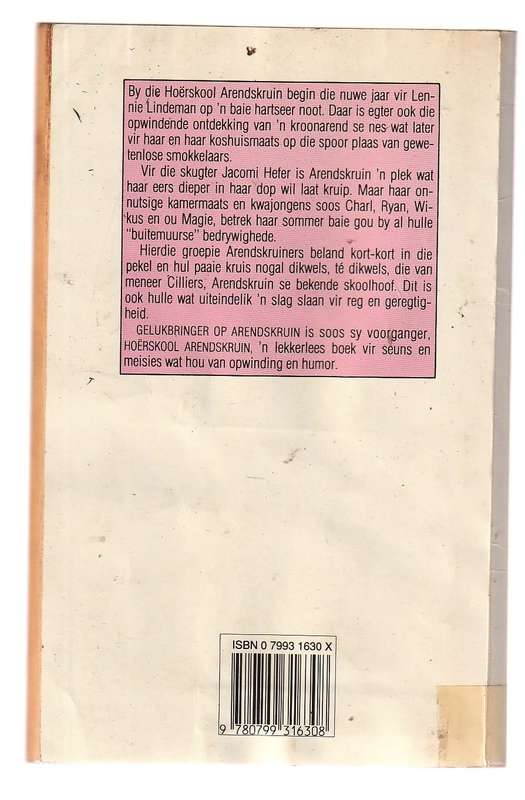 By die Hoërskool Arendskruin begin die nuwe jaar vir Len-
nie Lindeman op 'n baie hartseer noot. Daar is egter ook die
opwindende ontdekking van 'n kroonarend se nes wat later
vir haar en haar koshuismaats op die spoor plaas van gewe-
tenlose smokkelaars.
Vir die skugter Jacomi Hefer is Arendskruin 'n plek wat
haar eers dieper in haar dop wil laat kruip. Maar haar on-
nutsige kamermaats en kwajongens soos Charl, Ryan, Wi-
kus en ou Magie, betrek haar sommer baie gou by al hulle
"buitemuurse" bedrywighede.
Hierdie groepie Arendskruiners beland kort-kort in die
pekel en hul paaie kruis nogal dikwels, té dikwels, die van
meneer Cilliers, Arendskruin se bekende skoolhoof. Dit is
ook hulle wat uiteindelik 'n slag slaan vir reg en geregtig-
heid.
GELUKBRINGER OP ARENDSKRUIN is soos sy voorganger,
HOËRSKOOL ARENDSKRUIN, 'n lekkerlees boek vir seuns en
meisies wat hou van opwinding en humor.
ISBN 0 7993 1630 X
9 780799 316308